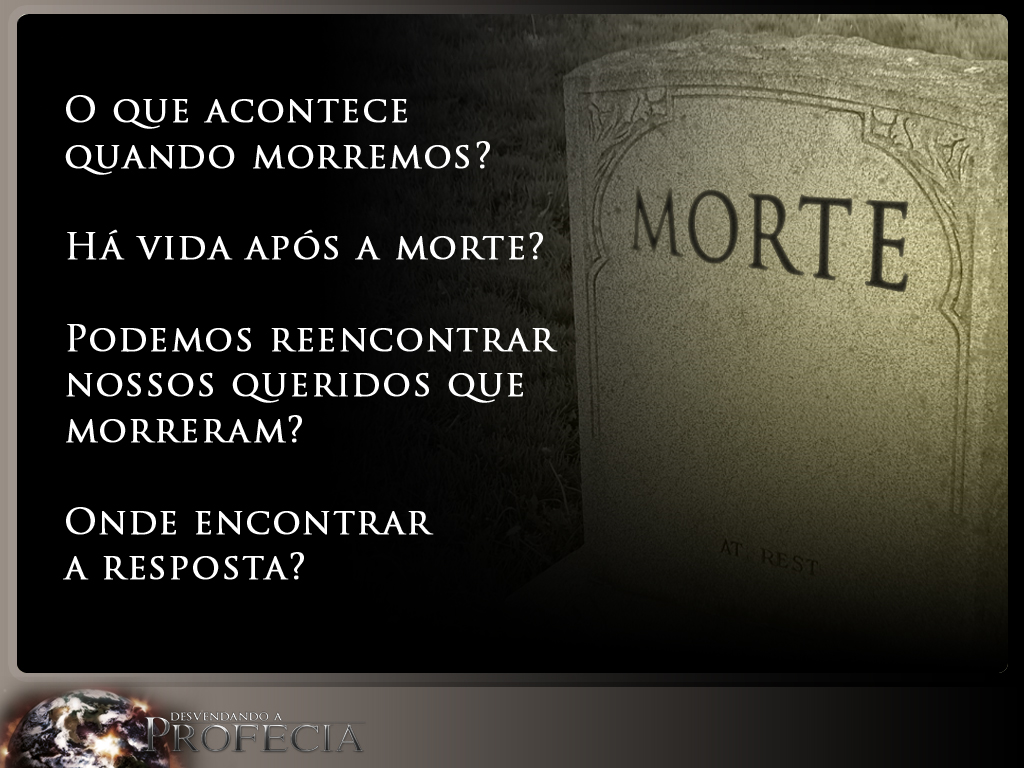 O que acontece
quando morremos?
Há vida após a morte?
Podemos reencontrar
nossos queridos que
morreram?
Onde encontrar
a resposta?
MORTE
AT REST
DESVENDANDO A
PROFECIA